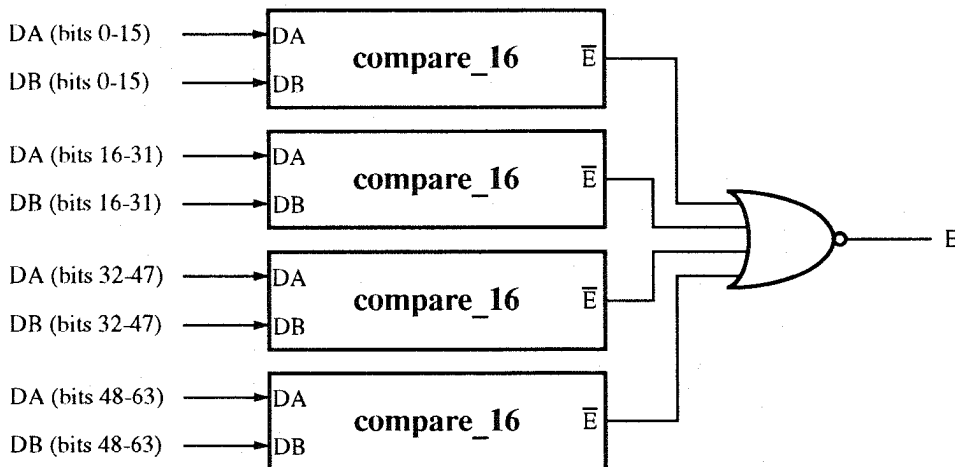 DA (bits 0-15)
DA
compare_16
E̅
DB (bits 0-15)
DB
DA (bits 16-31)
DA
compare_16
E̅
DB (bits 16-31)
DB
E
DA (bits 32-47)
DA
compare_16
E̅
DB (bits 32-47)
DB
DA (bits 48-63)
DA
compare_16
E̅
DB (bits 48-63)
DB